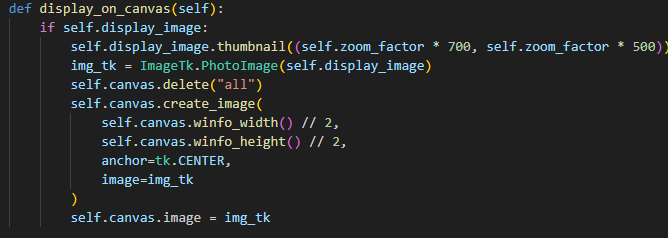 def display_on_canvas(self):
    if self.display_image:
        self.display_image.thumbnail((self.zoom_factor * 700, self.zoom_factor * 500))
        img_tk = ImageTk.PhotoImage(self.display_image)
        self.canvas.delete("all")
        self.canvas.create_image(
            self.canvas.winfo_width() // 2,
            self.canvas.winfo_height() // 2,
            anchor=tk.CENTER,
            image=img_tk
        )
        self.canvas.image = img_tk